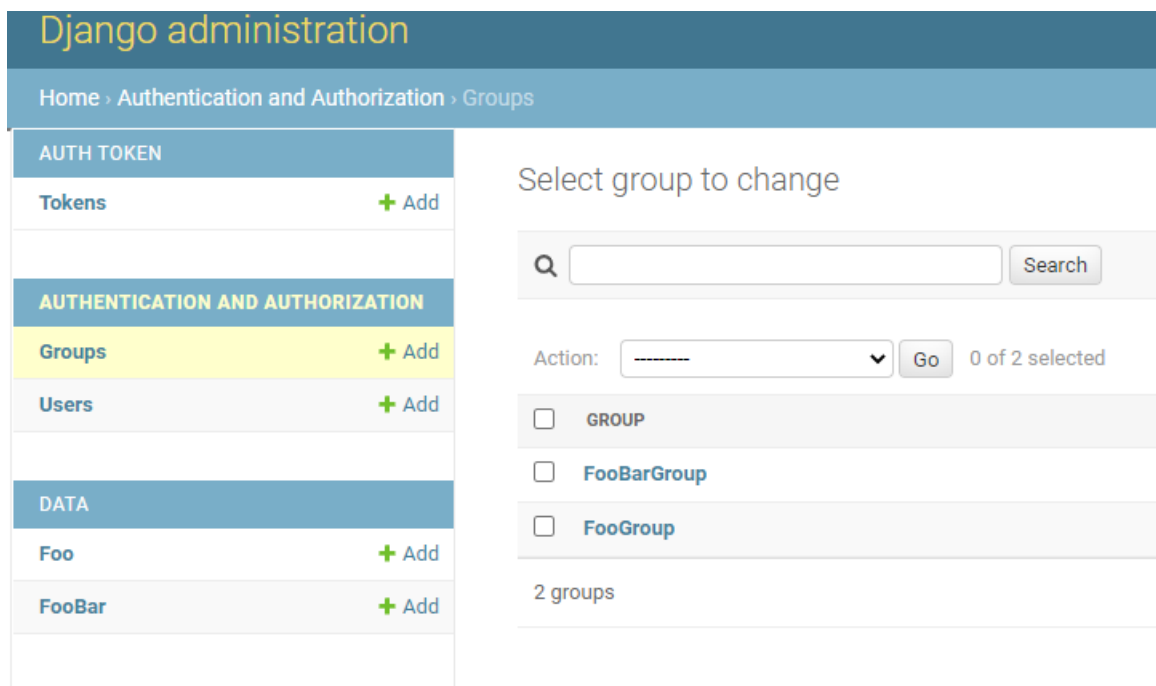 Django administration
Home › Authentication and Authorization › Groups
AUTH TOKEN
Tokens + Add
AUTHENTICATION AND AUTHORIZATION
Groups + Add
Users + Add
DATA
Foo + Add
FooBar + Add
Select group to change
Search
Action: --------- Go 0 of 2 selected
GROUP
FooBarGroup
FooGroup
2 groups